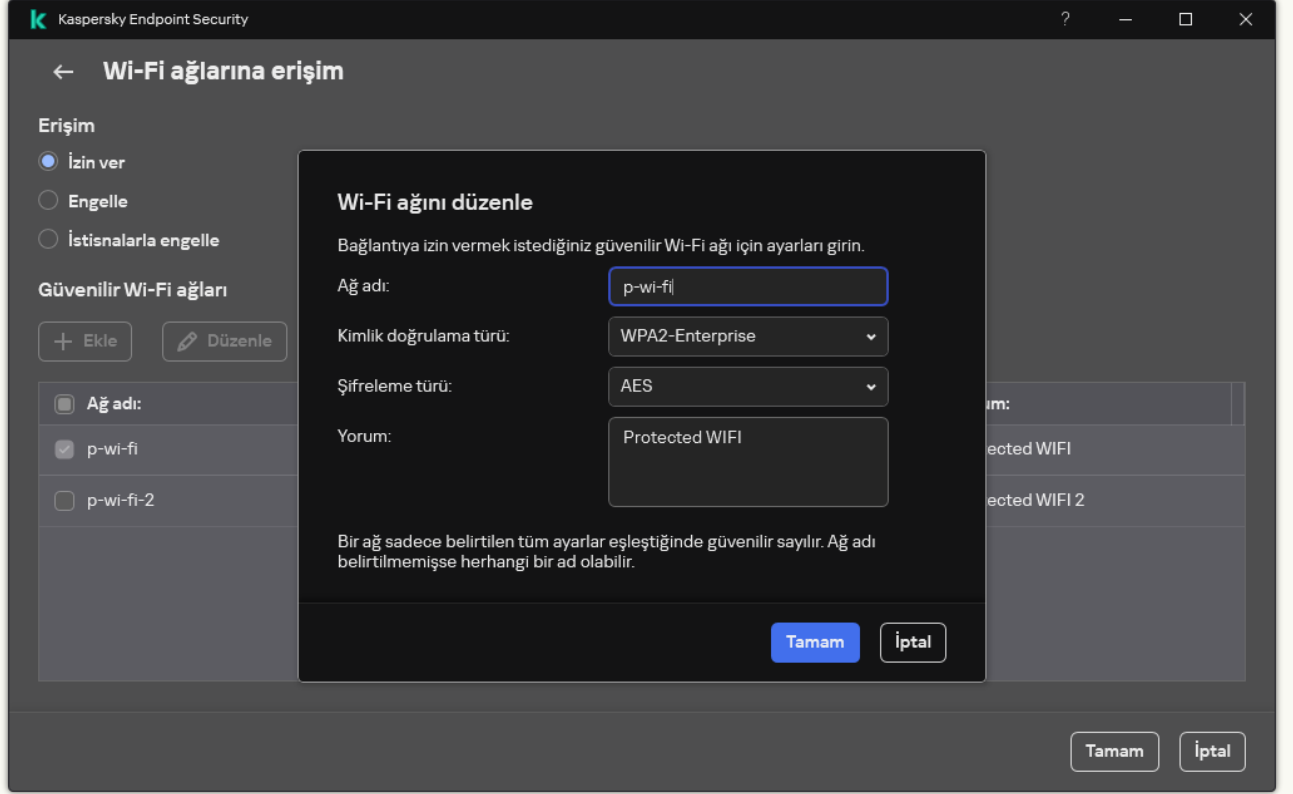 Kaspersky Endpoint Security
Wi-Fi ağlarına erişim
Erişim
İzin ver
Engelle
İstisnalarla engelle
Güvenilir Wi-Fi ağları
Ekle
Düzenle
Ağ adı:
p-wi-fi
p-wi-fi-2
Wi-Fi ağını düzenle
Bağlantıya izin vermek istediğiniz güvenilir Wi-Fi ağı için ayarları girin.
Ağ adı:
p-wi-fi
Kimlik doğrulama türü:
WPA2-Enterprise
Şifreleme türü:
AES
Yorum:
Protected WIFI
Bir ağ sadece belirtilen tüm ayarlar eşleştiğinde güvenilir sayılır. Ağ adı
belirtilmemişse herhangi bir ad olabilir.
Tamam
İptal
ım:
ected WIFI
ected WIFI 2
Tamam
İptal